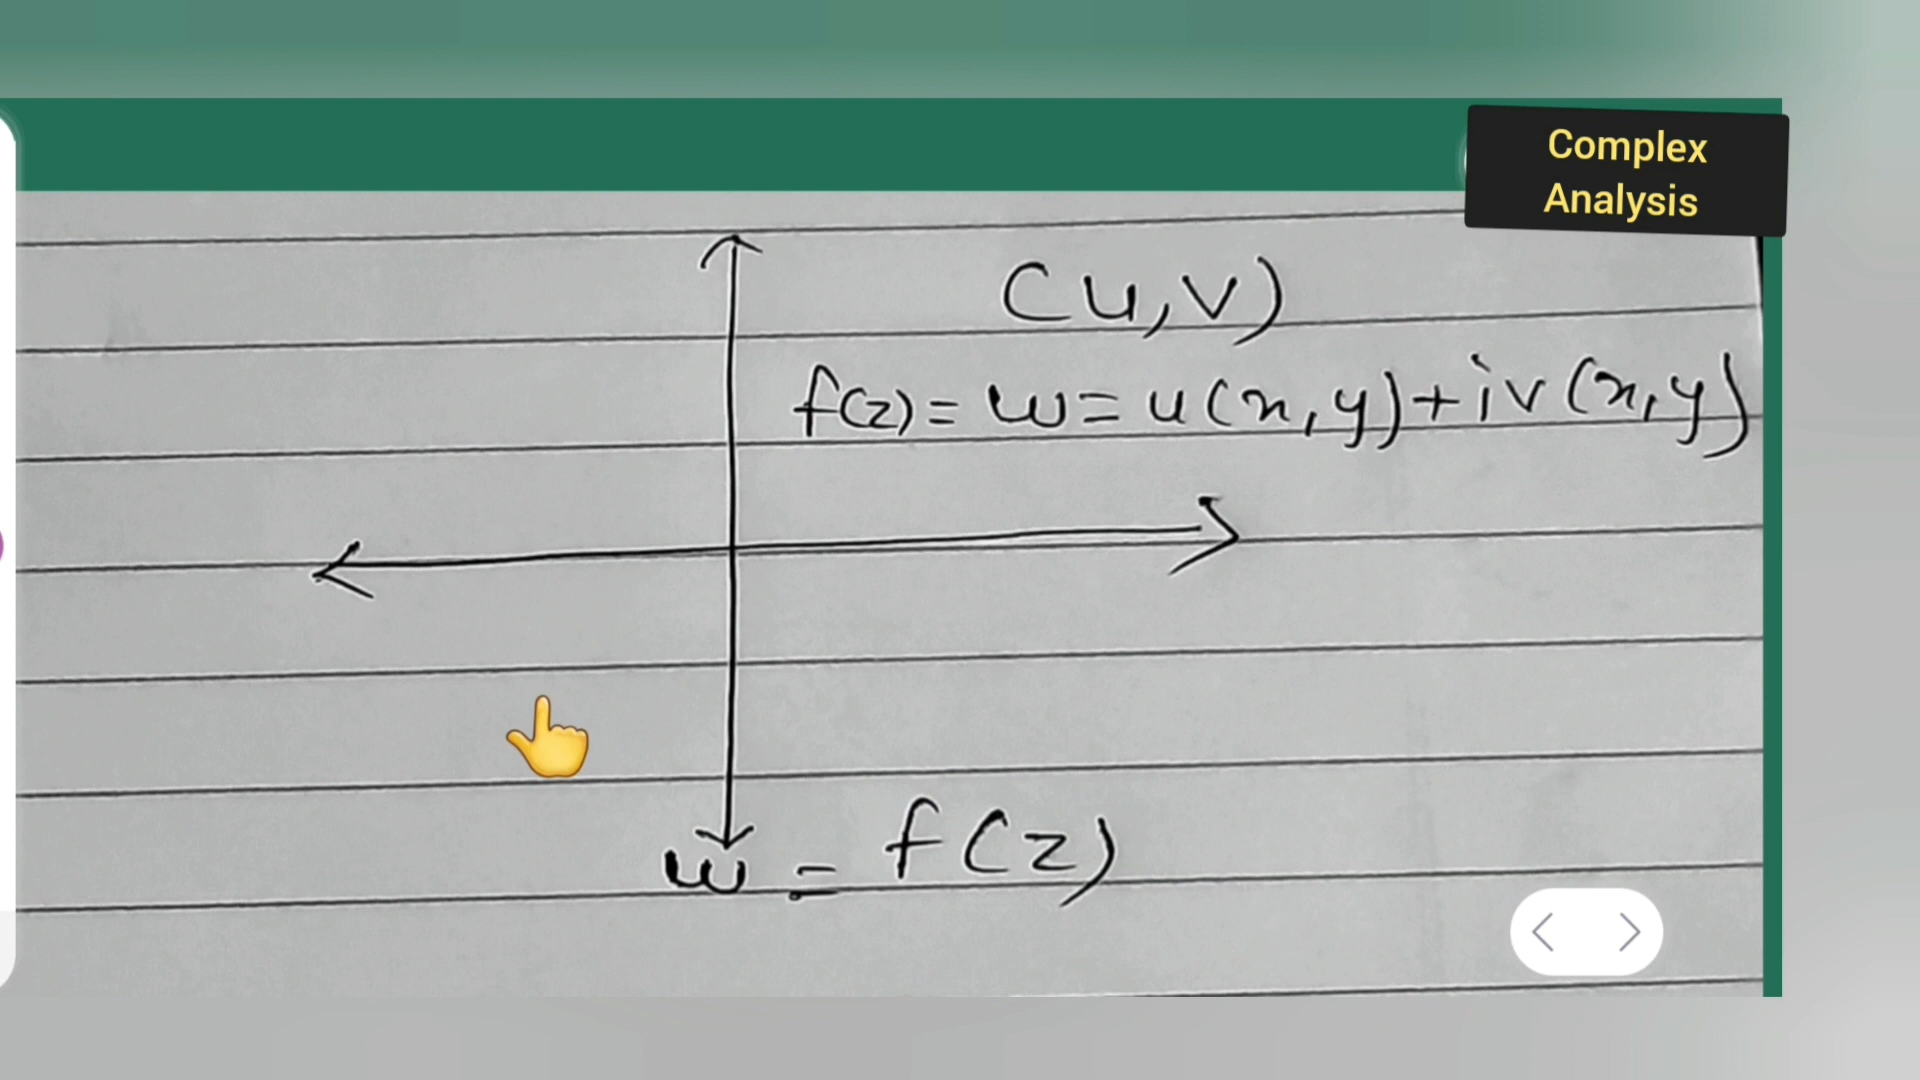 Complex
Analysis
(u,v)
f(z) = w = u(x,y)+iv(x,y)
w = f(z)